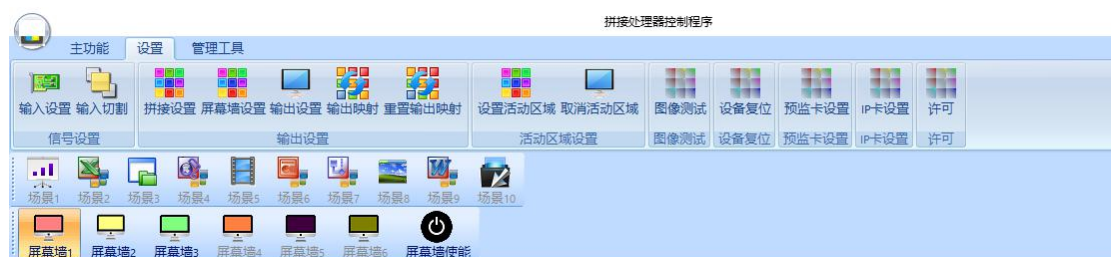 拼接处理器控制程序
主功能 设置 管理工具
输入设置 输入切割 拼接设置 屏幕墙设置 输出设置 输出映射 重置输出映射 设置活动区域 取消活动区域 图像测试 设备复位 预监卡设置 IP卡设置 许可
信号设置 输出设置 活动区域设置 图像测试 设备复位 预监卡设置 IP卡设置 许可
场景1 场景2 场景3 场景4 场景5 场景6 场景7 场景8 场景9 场景10
屏幕墙1 屏幕墙2 屏幕墙3 屏幕墙4 屏幕墙5 屏幕墙6 屏幕墙使能